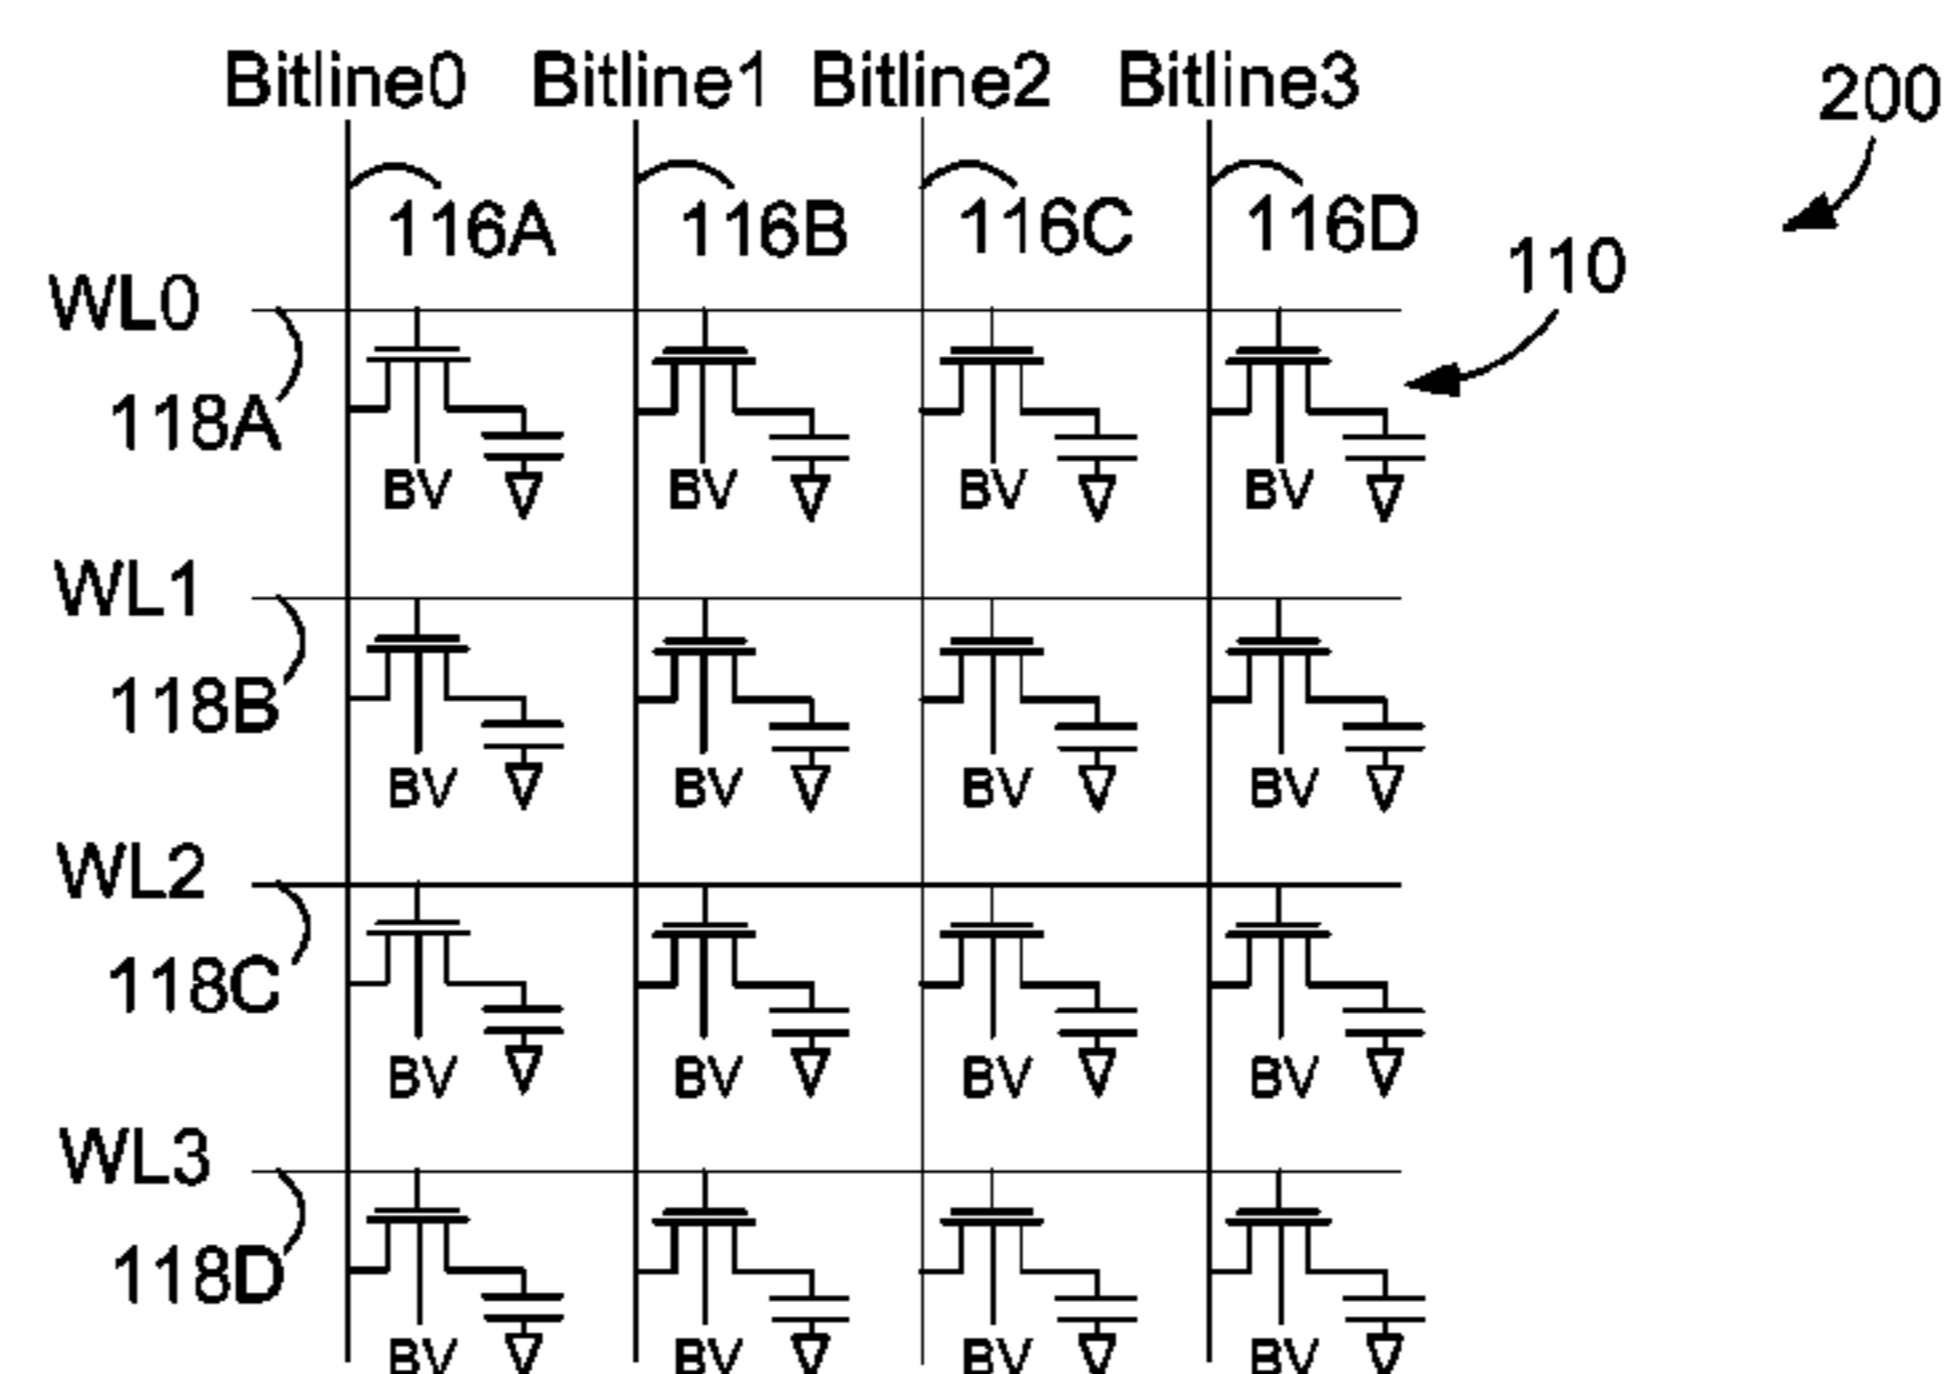 Bitline0 Bitline1 Bitline2 Bitline3
200
116A 116B 116C 116D
110
WL0
118A
BV BV BV BV
WL1
118B
BV BV BV BV
WL2
118C
BV BV BV BV
WL3
118D
BV BV BV BV